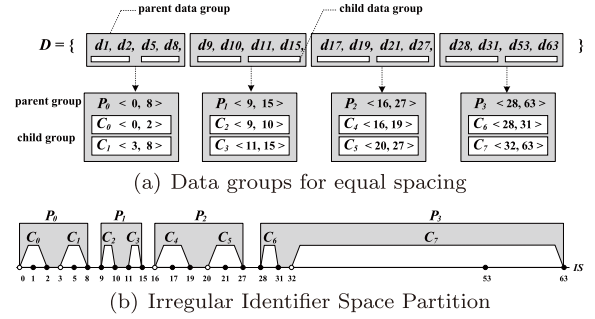 parent data group
child data group
D = { d1, d2, d5, d8, d9, d10, d11, d15, d17, d19, d21, d27, d28, d31, d53, d63 }
parent group P0 < 0, 8 > P1 < 9, 15 > P2 < 16, 27 > P3 < 28, 63 >
child group C0 < 0, 2 > C2 < 9, 10 > C4 < 16, 19 > C6 < 28, 31 >
C1 < 3, 8 > C3 < 11, 15 > C5 < 20, 27 > C7 < 32, 63 >
(a) Data groups for equal spacing
P0 P1 P2 P3
C0 C1 C2 C3 C4 C5 C6 C7
IS
0 1 2 3 5 8 9 10 11 15 16 17 19 20 21 27 28 31 32 53 63
(b) Irregular Identifier Space Partition